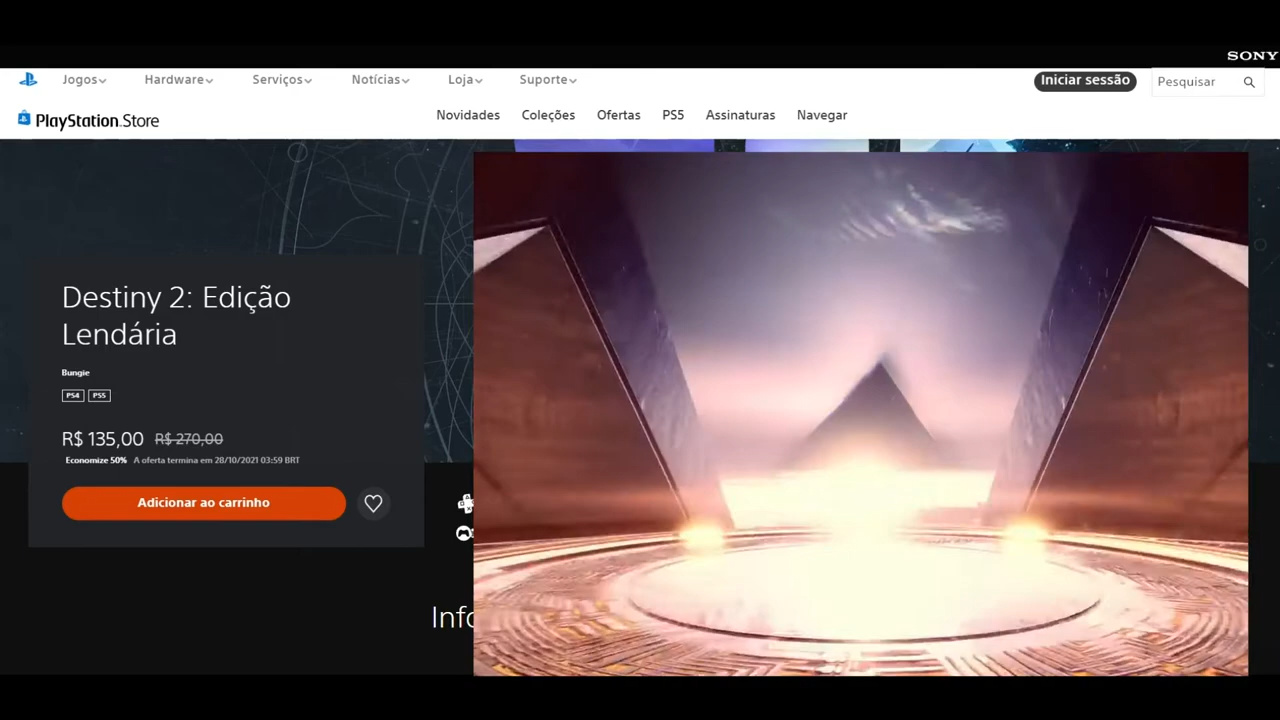 SONY
Jogos Hardware Serviços Notícias Loja Suporte Iniciar sessão Pesquisar
PlayStation.Store Novidades Coleções Ofertas PS5 Assinaturas Navegar
Destiny 2: Edição
Lendária
Bungie
PS4 PS5
R$ 135,00 R$ 270,00
Economize 50% A oferta termina em 28/10/2021 03:59 BRT
Adicionar ao carrinho
Info